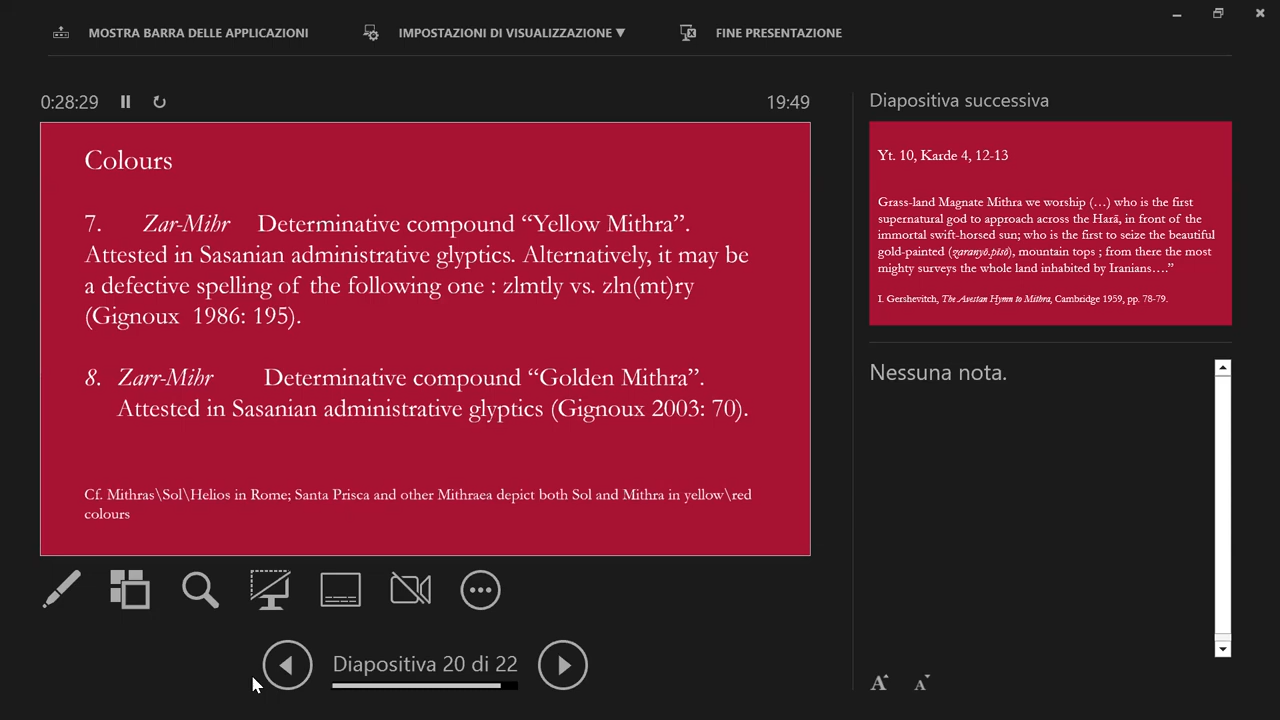 MOSTRA BARRA DELLE APPLICAZIONI
IMPOSTAZIONI DI VISUALIZZAZIONE ▼
FINE PRESENTAZIONE
0:28:29
19:49
Colours
7. Zar-Mihr Determinative compound “Yellow Mithra”.
Attested in Sasanian administrative glyptics. Alternatively, it may be
a defective spelling of the following one : zlmtly vs. zln(mt)ry
(Gignoux 1986: 195).
8. Zarr-Mihr Determinative compound “Golden Mithra”.
Attested in Sasanian administrative glyptics (Gignoux 2003: 70).
Cf. Mithras\Sol\Helios in Rome; Santa Prisca and other Mithraea depict both Sol and Mithra in yellow\red
colours
Diapositiva 20 di 22
Diapositiva successiva
Yt. 10, Karde 4, 12-13
Grass-land Magnate Mithra we worship (…) who is the first
supernatural god to approach across the Harā, in front of the
immortal swift-horsed sun; who is the first to seize the beautiful
gold-painted (zaranyō.pīsō), mountain tops ; from there the most
mighty surveys the whole land inhabited by Iranians….”
I. Gershevitch, The Avestan Hymn to Mithra, Cambridge 1959, pp. 78-79.
Nessuna nota.
A A